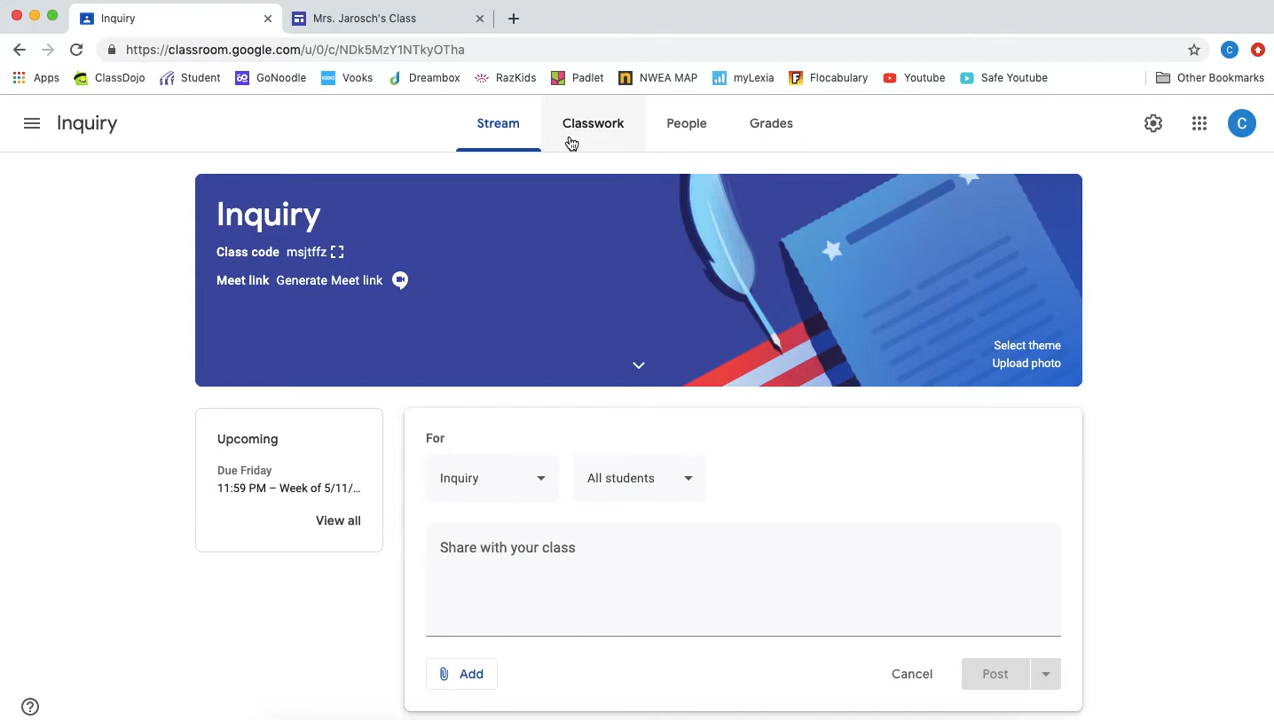 Inquiry
Mrs. Jarosch's Class
https://classroom.google.com/u/0/c/NDk5MzY1NTkyOTha
Apps ClassDojo Student GoNoodle Vooks Dreambox RazKids Padlet NWEA MAP myLexia Flocabulary Youtube Safe Youtube Other Bookmarks
Inquiry Stream Classwork People Grades C
Inquiry
Class code msjtffz
Meet link Generate Meet link
Select theme
Upload photo
Upcoming
Due Friday
11:59 PM – Week of 5/11/...
View all
For
Inquiry All students
Share with your class
Add Cancel Post